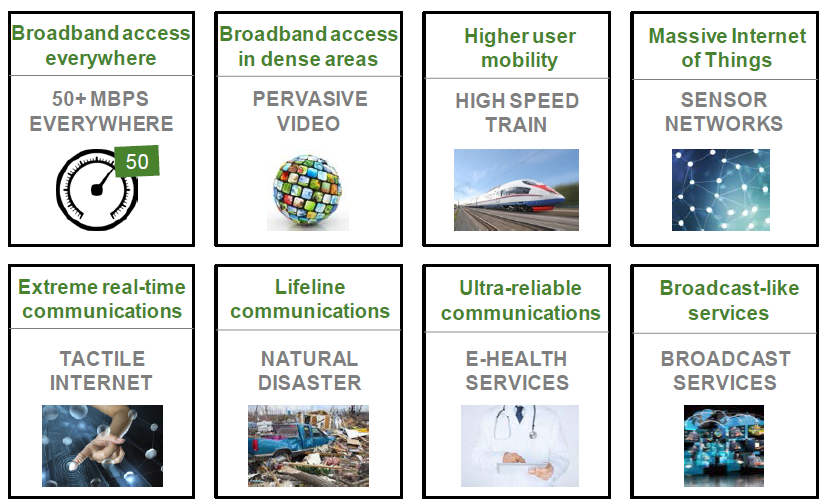 Broadband access
everywhere
50+ MBPS
EVERYWHERE
50
Broadband access
in dense areas
PERVASIVE
VIDEO
Higher user
mobility
HIGH SPEED
TRAIN
Massive Internet
of Things
SENSOR
NETWORKS
Extreme real-time
communications
TACTILE
INTERNET
Lifeline
communications
NATURAL
DISASTER
Ultra-reliable
communications
E-HEALTH
SERVICES
Broadcast-like
services
BROADCAST
SERVICES